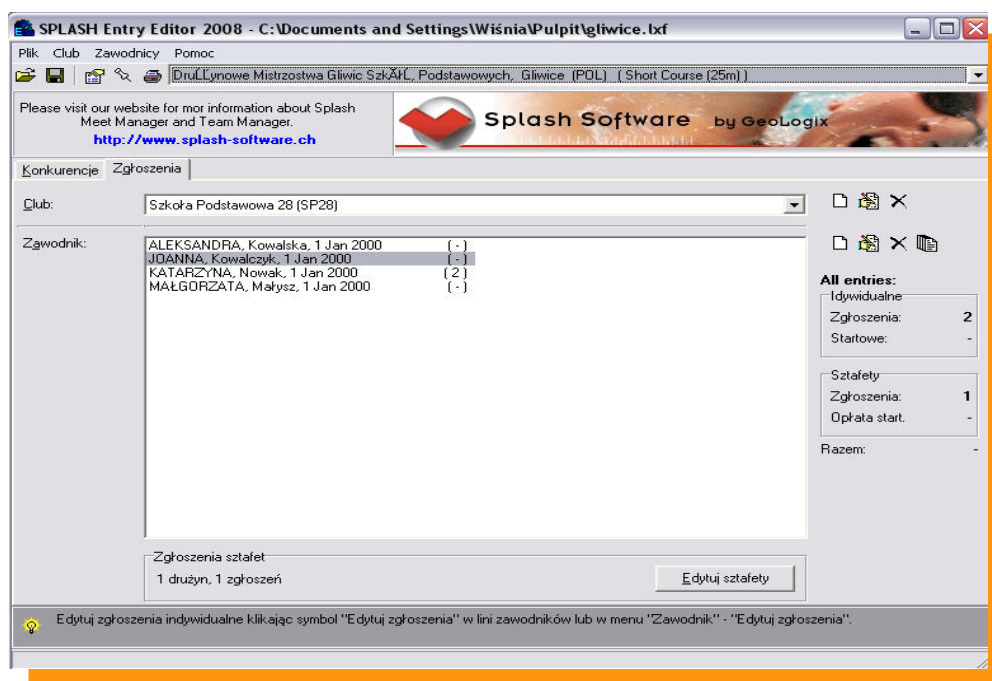 SPLASH Entry Editor 2008 - C:\Documents and Settings\Wiśnia\Pulpit\gliwice.lxf
Plik Club Zawodnicy Pomoc
DruĹĽynowe Mistrzostwa Gliwic SzkĂłĹ‚ Podstawowych, Gliwice (POL) ( Short Course (25m) )
Please visit our website for mor information about Splash
Meet Manager and Team Manager.
http://www.splash-software.ch
Splash Software by GeoLogix
Konkurencje Zgłoszenia
Club: Szkoła Podstawowa 28 (SP28)
Zawodnik:
ALEKSANDRA, Kowalska, 1 Jan 2000 ( - )
JOANNA, Kowalczyk, 1 Jan 2000 ( - )
KATARZYNA, Nowak, 1 Jan 2000 ( 2 )
MAŁGORZATA, Małysz, 1 Jan 2000 ( - )
All entries:
Idywidualne
Zgłoszenia: 2
Startowe: -
Sztafety
Zgłoszenia: 1
Opłata start. -
Razem: -
Zgłoszenia sztafet
1 drużyn, 1 zgłoszeń
Edytuj sztafety
Edytuj zgłoszenia indywidualne klikając symbol "Edytuj zgłoszenia" w lini zawodników lub w menu "Zawodnik" - "Edytuj zgłoszenia".